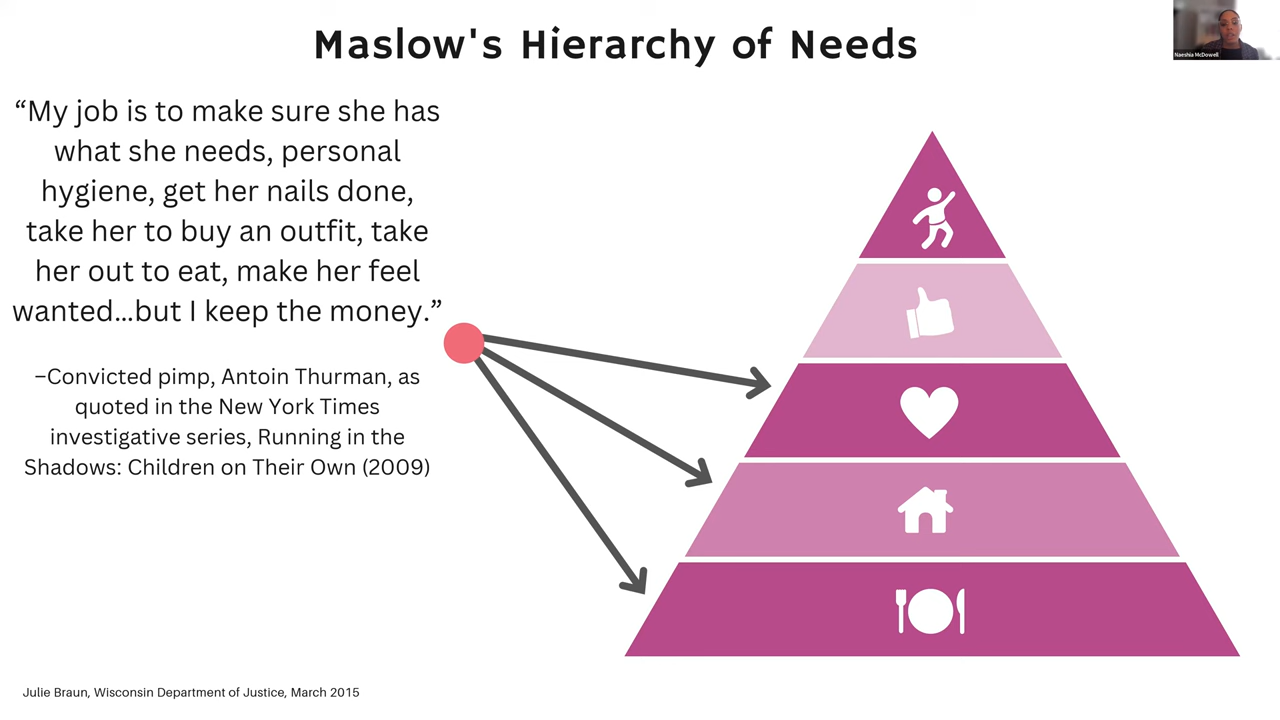 Maslow's Hierarchy of Needs
Naeshia McDowell
“My job is to make sure she has
what she needs, personal
hygiene, get her nails done,
take her to buy an outfit, take
her out to eat, make her feel
wanted...but I keep the money.”
–Convicted pimp, Antoin Thurman, as
quoted in the New York Times
investigative series, Running in the
Shadows: Children on Their Own (2009)
Julie Braun, Wisconsin Department of Justice, March 2015